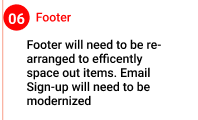 06 Footer
Footer will need to be re-
arranged to efficently
space out items. Email
Sign-up will need to be
modernized